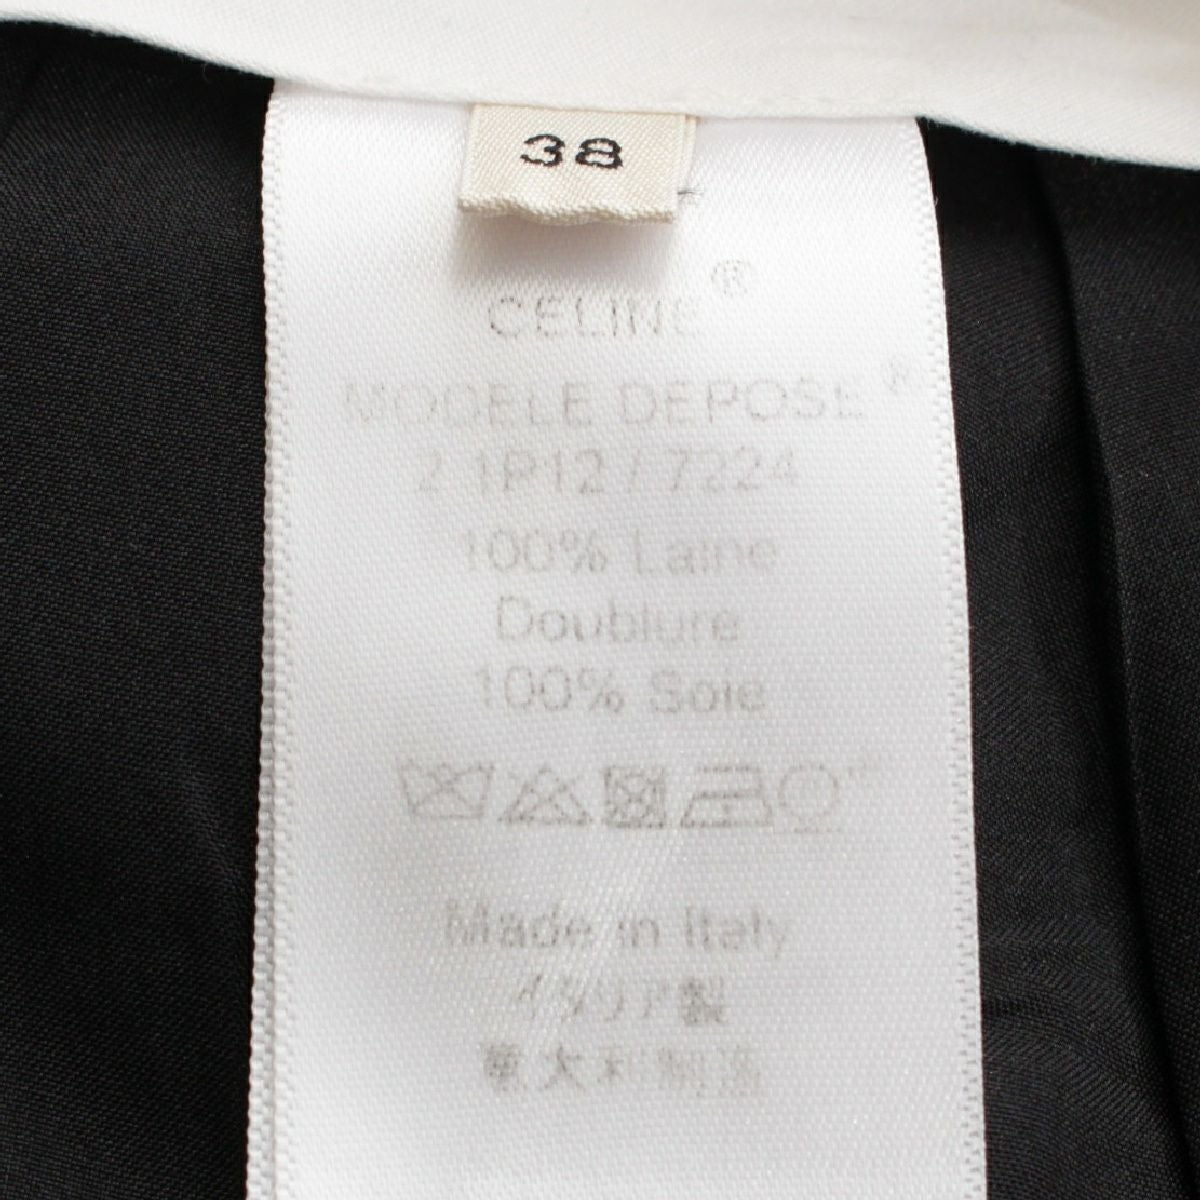 38
CELINE®
MODELE DEPOSE®
2 1P12 / 7224
100% Laine
Doublure
100% Soie
Made in Italy
イタリア製
意大利制造